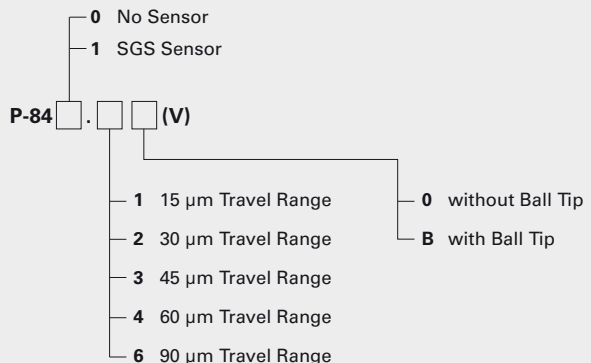 0 No Sensor
1 SGS Sensor
P-84 . (V)
1 15 µm Travel Range
2 30 µm Travel Range
3 45 µm Travel Range
4 60 µm Travel Range
6 90 µm Travel Range
0 without Ball Tip
B with Ball Tip